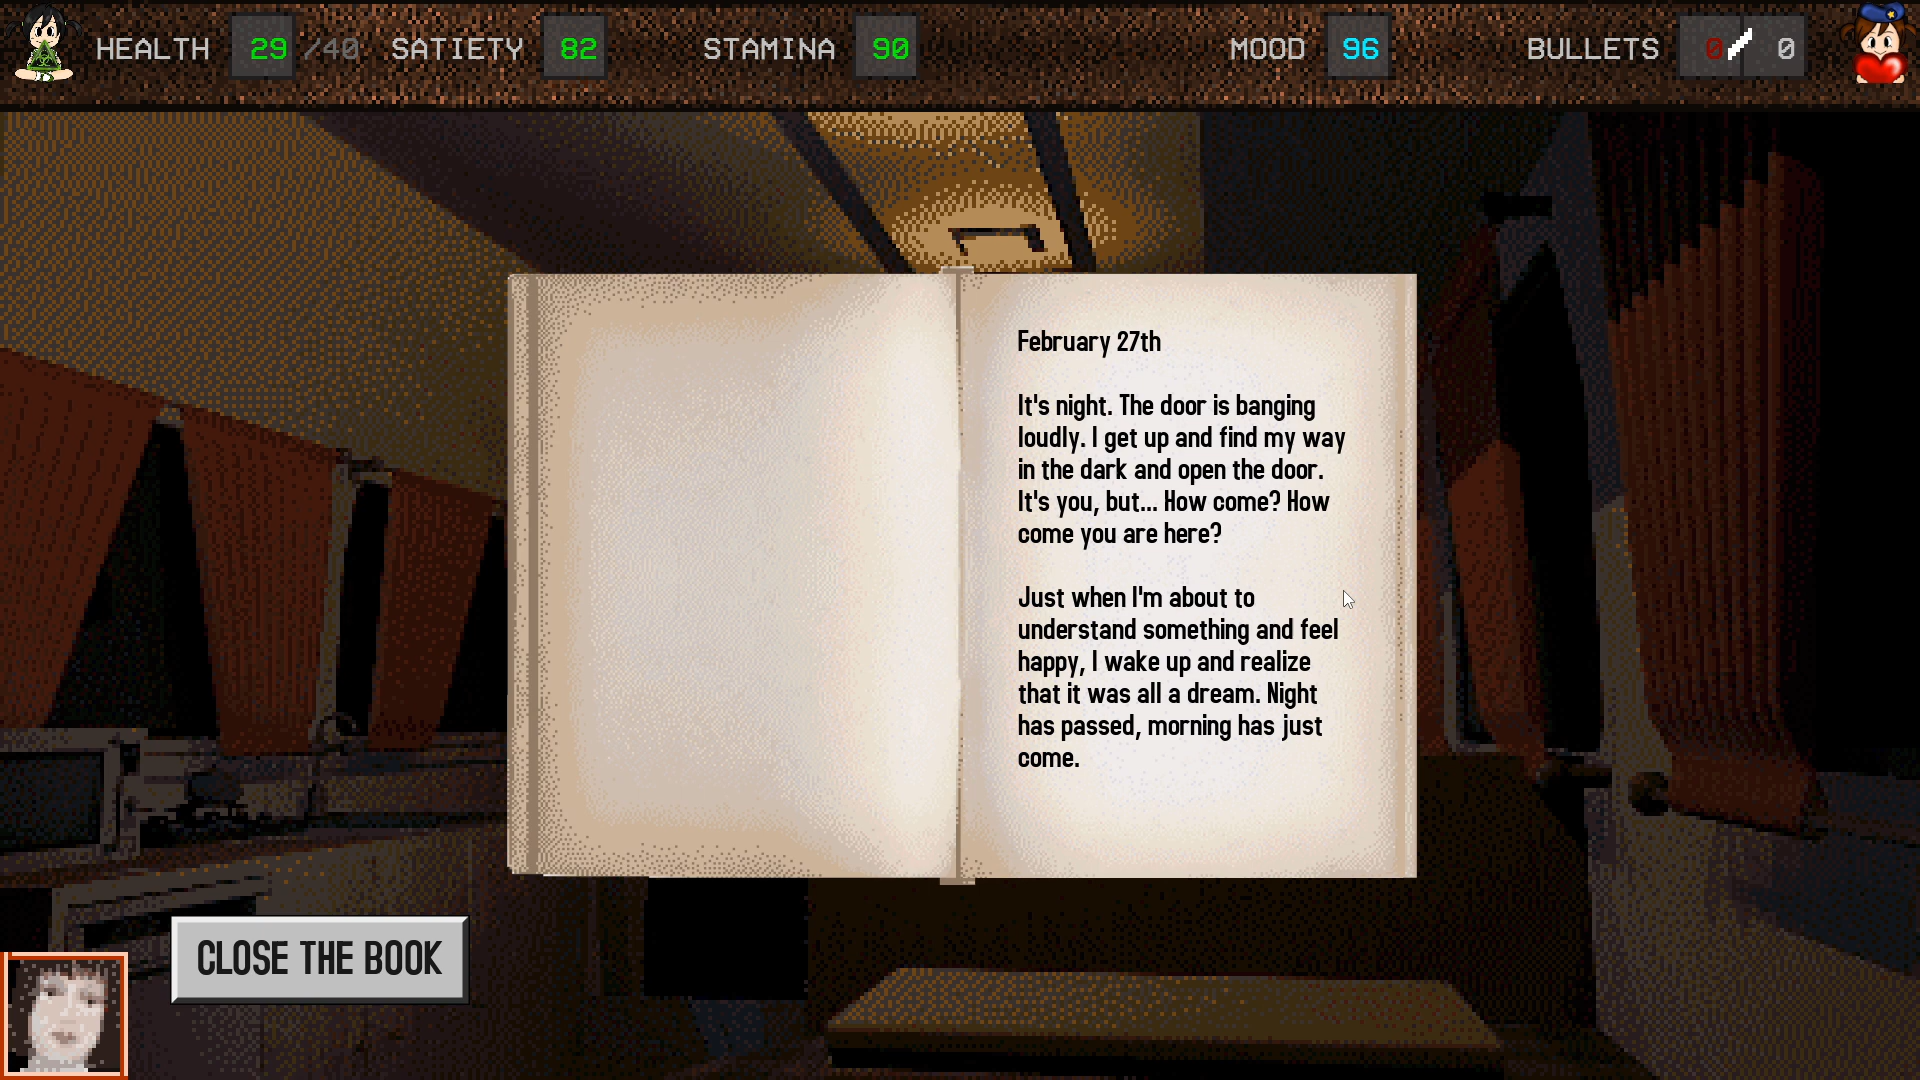 HEALTH 29 /40 SATIETY 82 STAMINA 90 MOOD 96 BULLETS 0/ 0
February 27th
It's night. The door is banging
loudly. I get up and find my way
in the dark and open the door.
It's you, but... How come? How
come you are here?
Just when I'm about to
understand something and feel
happy, I wake up and realize
that it was all a dream. Night
has passed, morning has just
come.
CLOSE THE BOOK